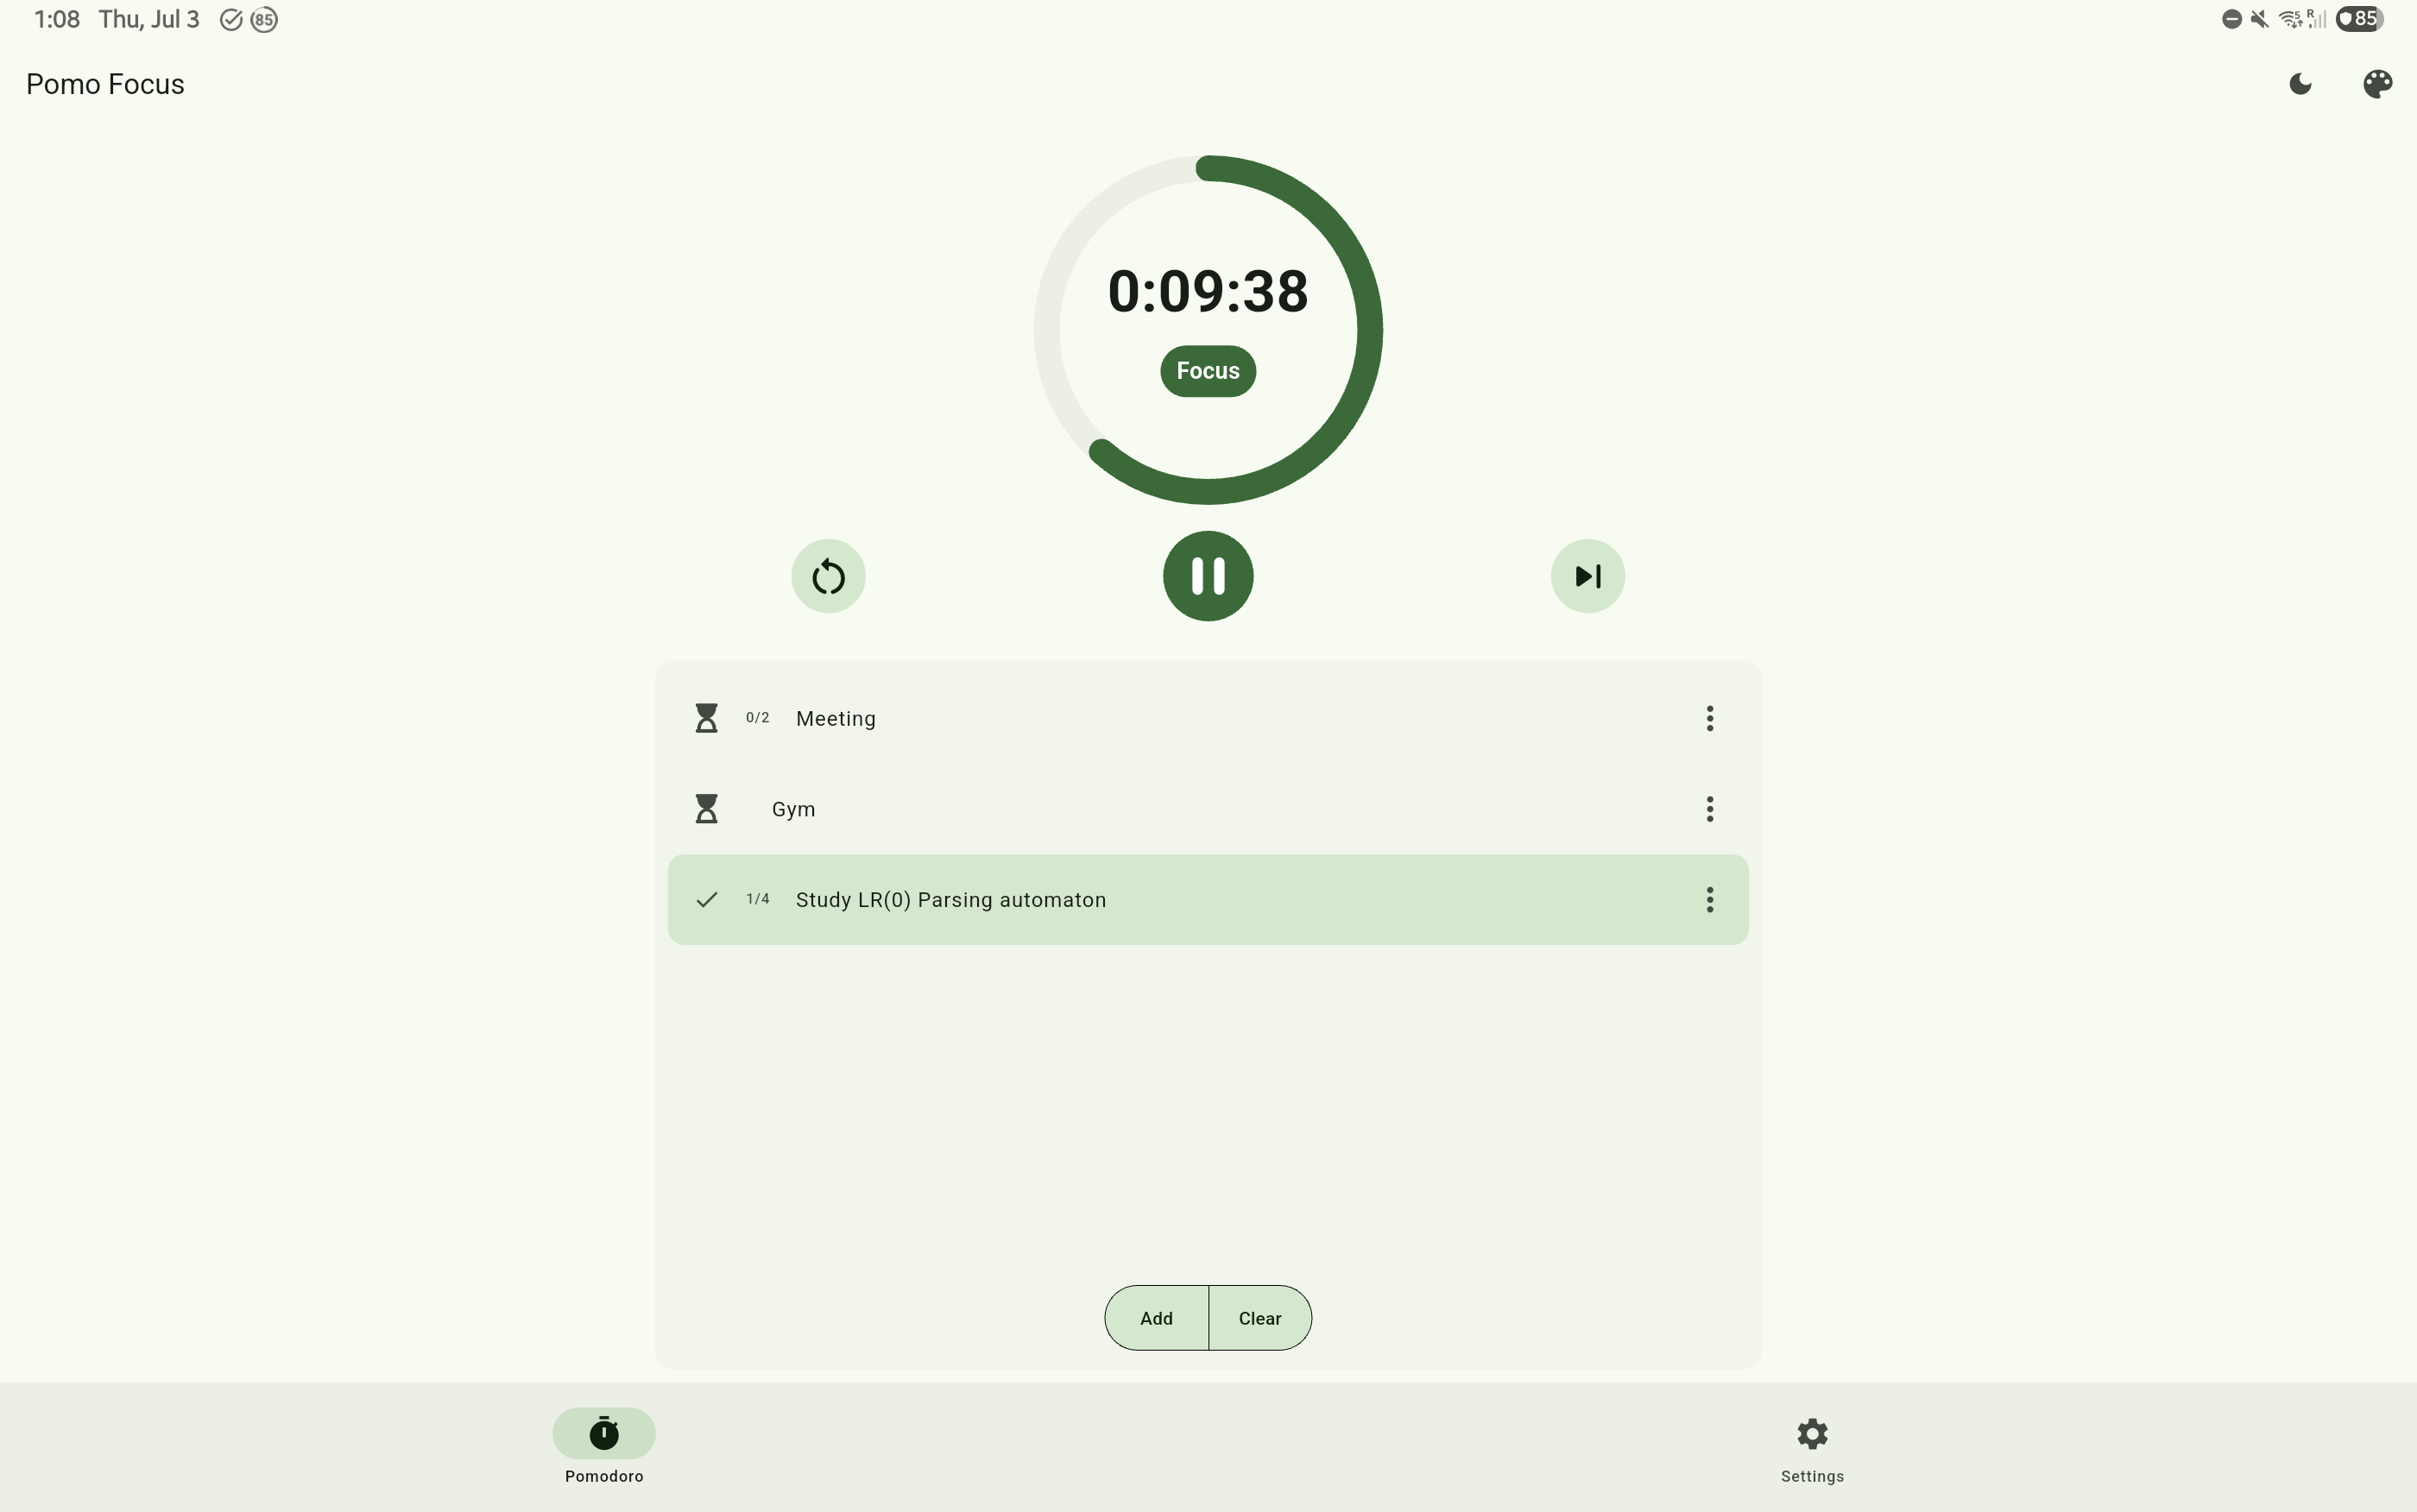 1:08 Thu, Jul 3 85 R 85
Pomo Focus
0:09:38
Focus
0/2 Meeting
Gym
1/4 Study LR(0) Parsing automaton
Add Clear
Pomodoro Settings